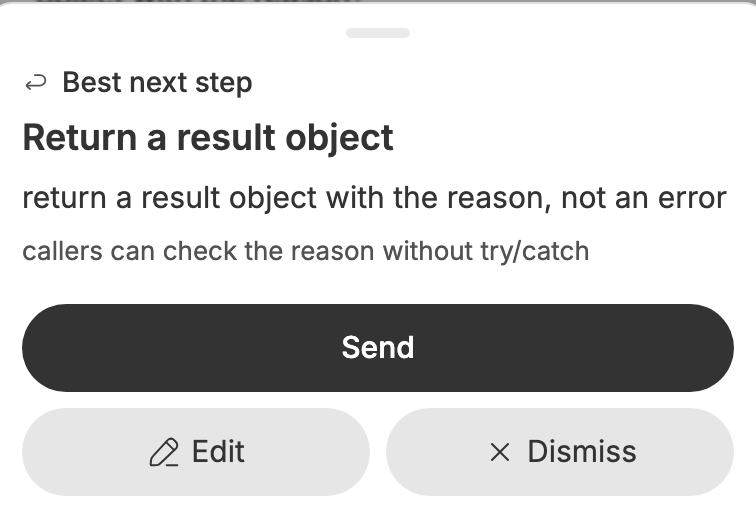 Best next step
Return a result object
return a result object with the reason, not an error
callers can check the reason without try/catch
Send
Edit
Dismiss